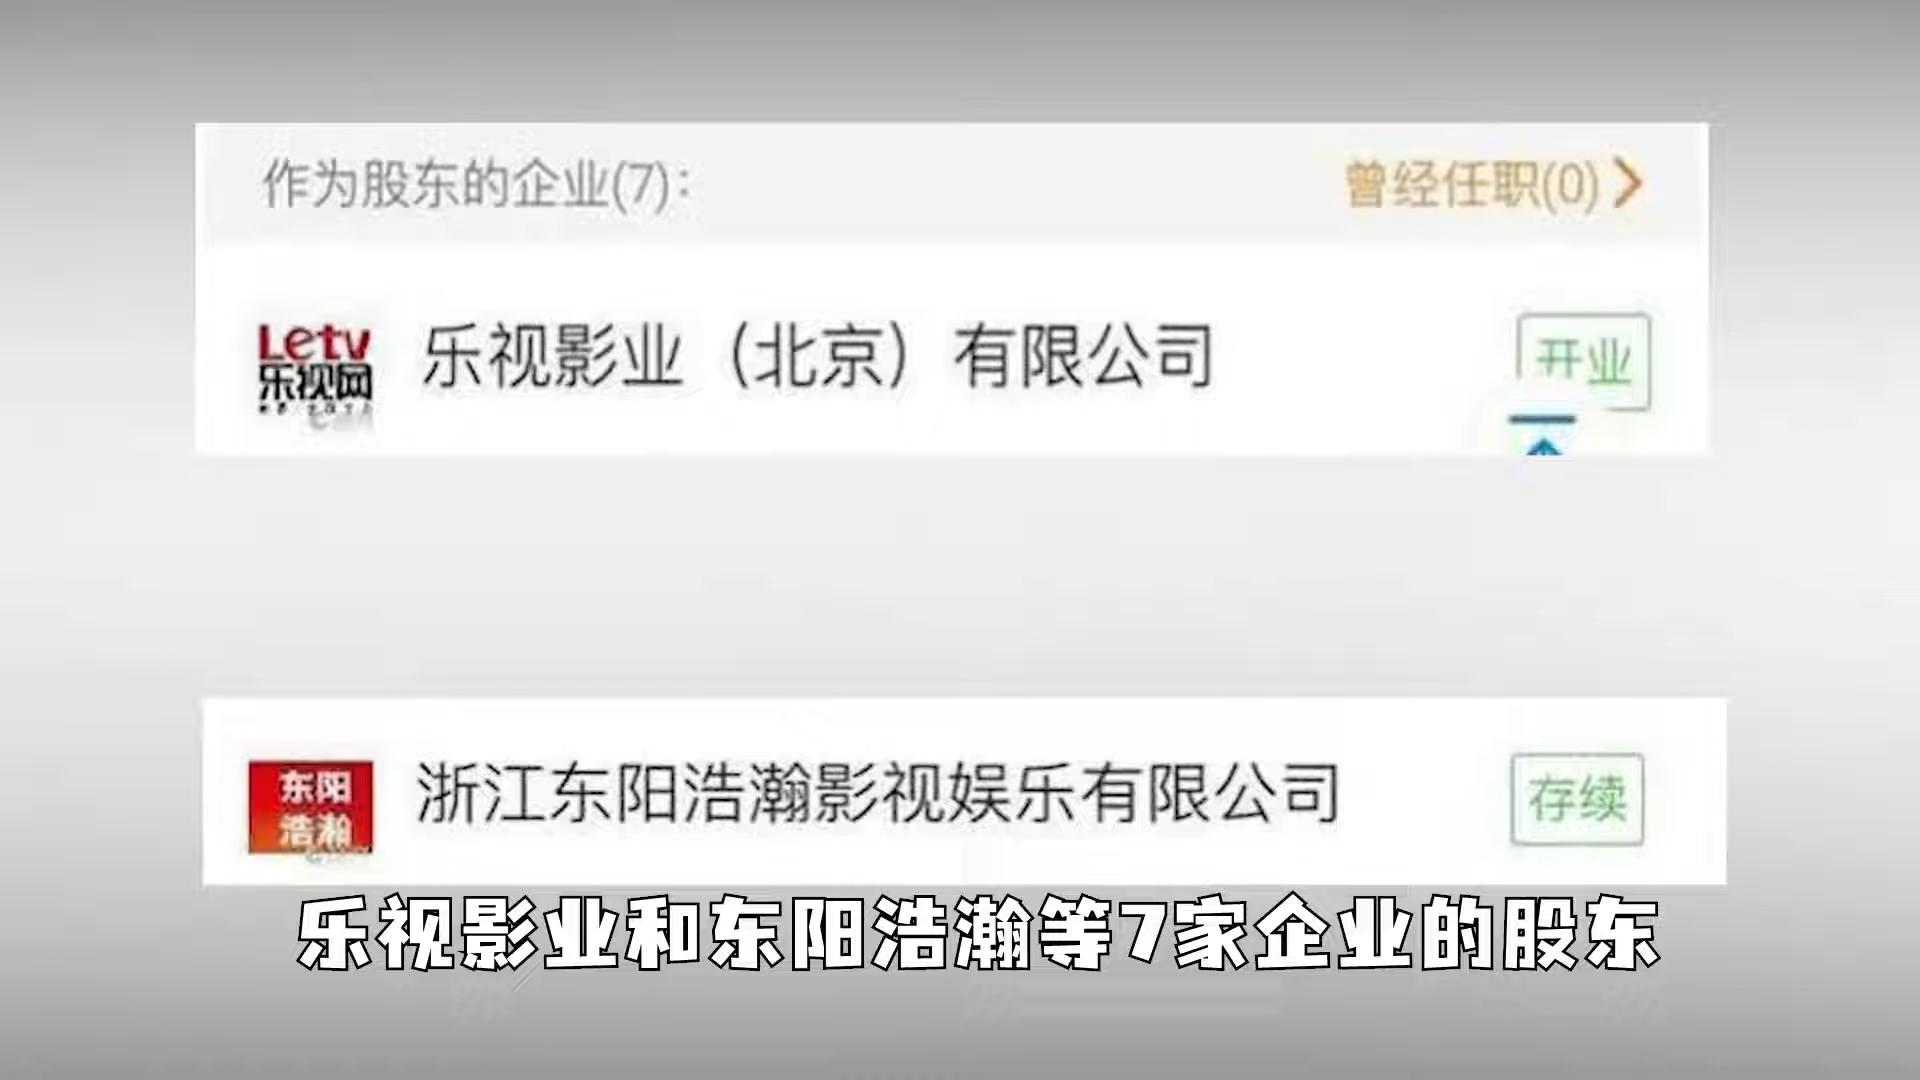 作为股东的企业(7)：
曾经任职(0)
Letv
乐视网
乐视影业（北京）有限公司
开业
东阳
浩瀚
浙江东阳浩瀚影视娱乐有限公司
存续
乐视影业和东阳浩瀚等7家企业的股东